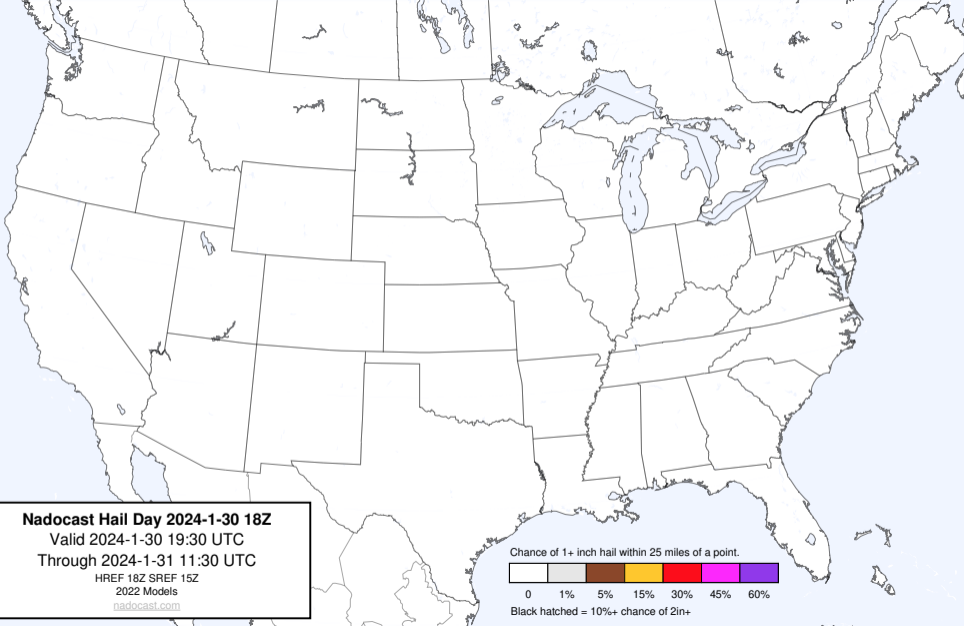 Nadocast Hail Day 2024-1-30 18Z
Valid 2024-1-30 19:30 UTC
Through 2024-1-31 11:30 UTC
HREF 18Z SREF 15Z
2022 Models
nadocast.com
Chance of 1+ inch hail within 25 miles of a point.
0 1% 5% 15% 30% 45% 60%
Black hatched = 10%+ chance of 2in+